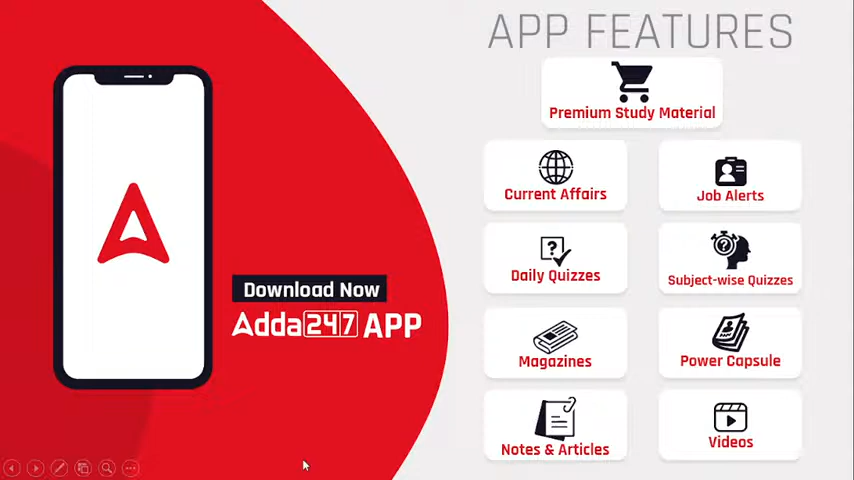 APP FEATURES
Premium Study Material
Current Affairs
Job Alerts
Daily Quizzes
Subject-wise Quizzes
Magazines
Power Capsule
Notes & Articles
Videos
Download Now
Adda247 APP